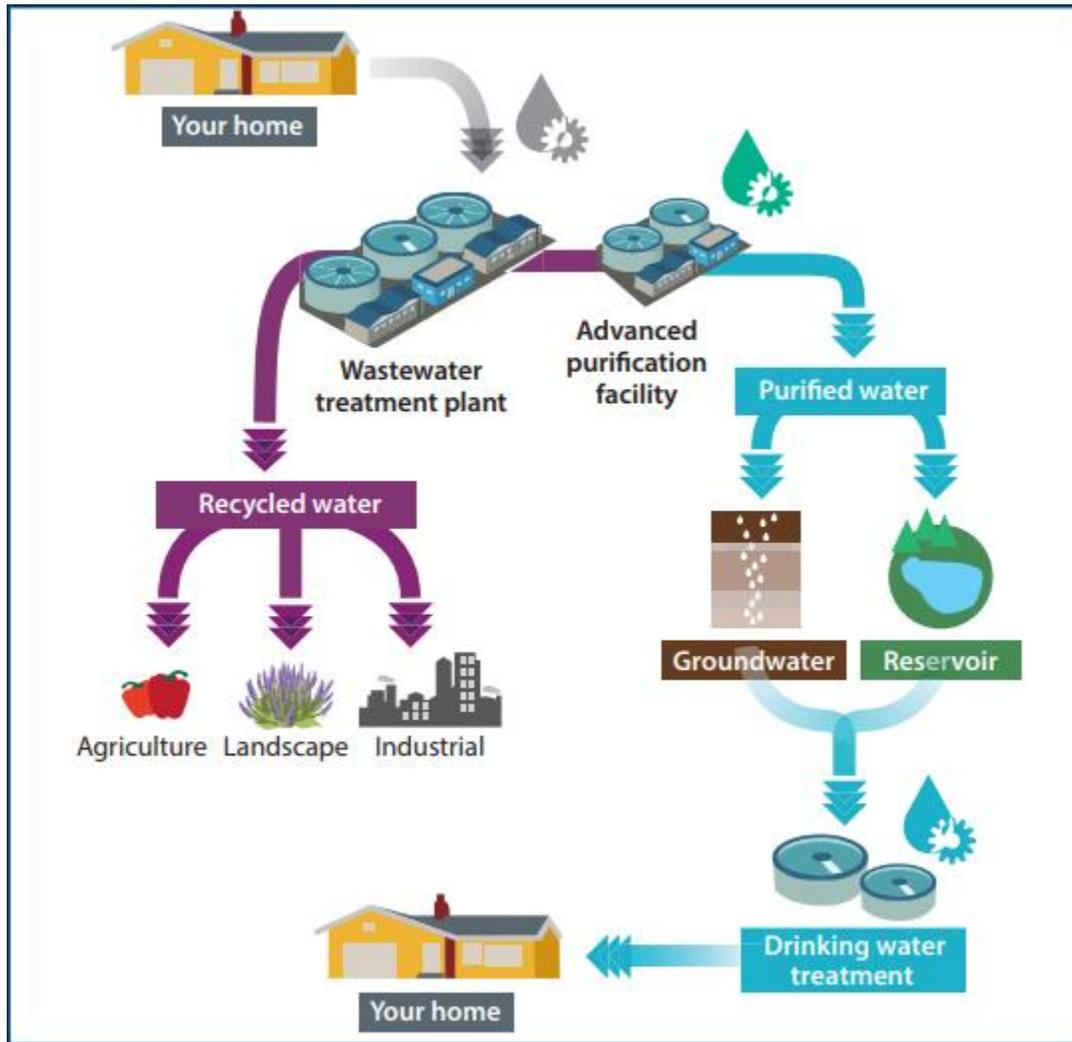 Your home
Wastewater
treatment plant
Advanced
purification
facility
Purified water
Recycled water
Groundwater
Reservoir
Agriculture
Landscape
Industrial
Drinking water
treatment
Your home